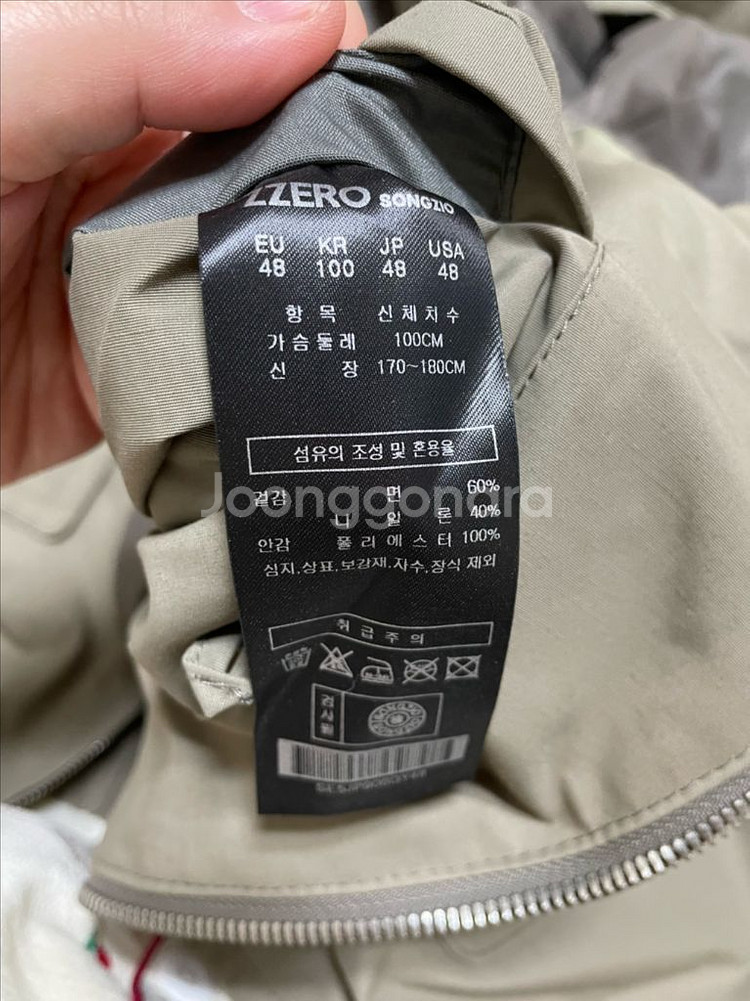 ZZERO SONGZIO
EU KR JP USA
48 100 48 48
항 목 신체치수
가슴둘레 100CM
신 장 170~180CM
섬유의 조성 및 혼용율
겉감 면 60%
나 일 론 40%
안감 폴리에스터 100%
심지,상표,보강재,자수,장식 제외
Joonggonara
취급주의
검사필